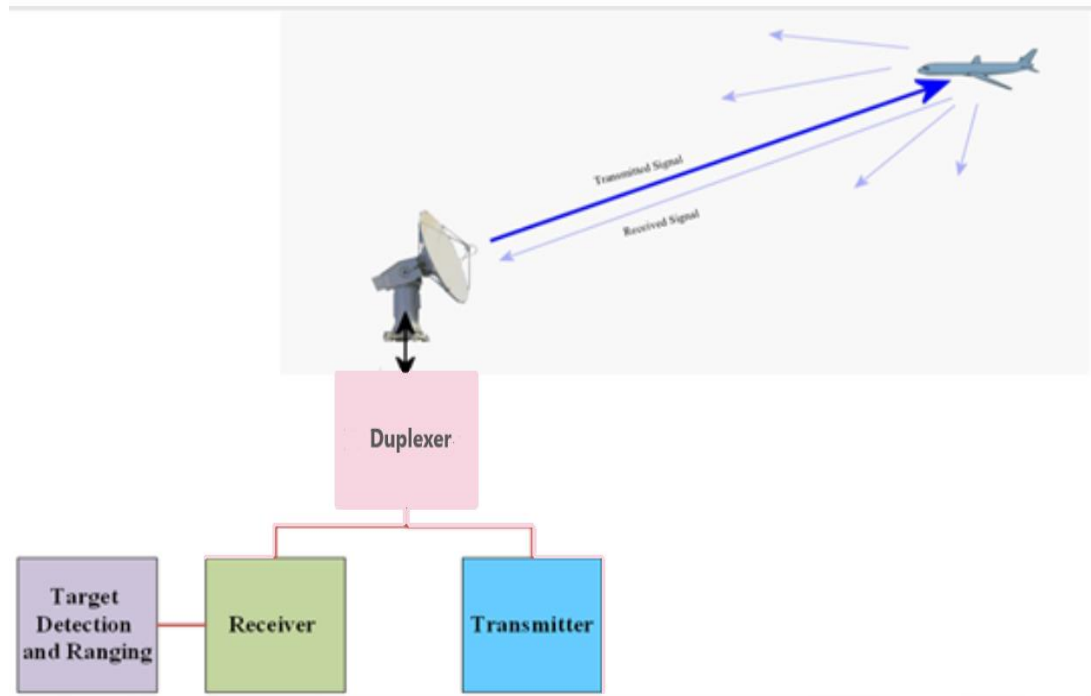 Transmitted Signal
Received Signal
Duplexer
Target
Detection
and Ranging
Receiver
Transmitter